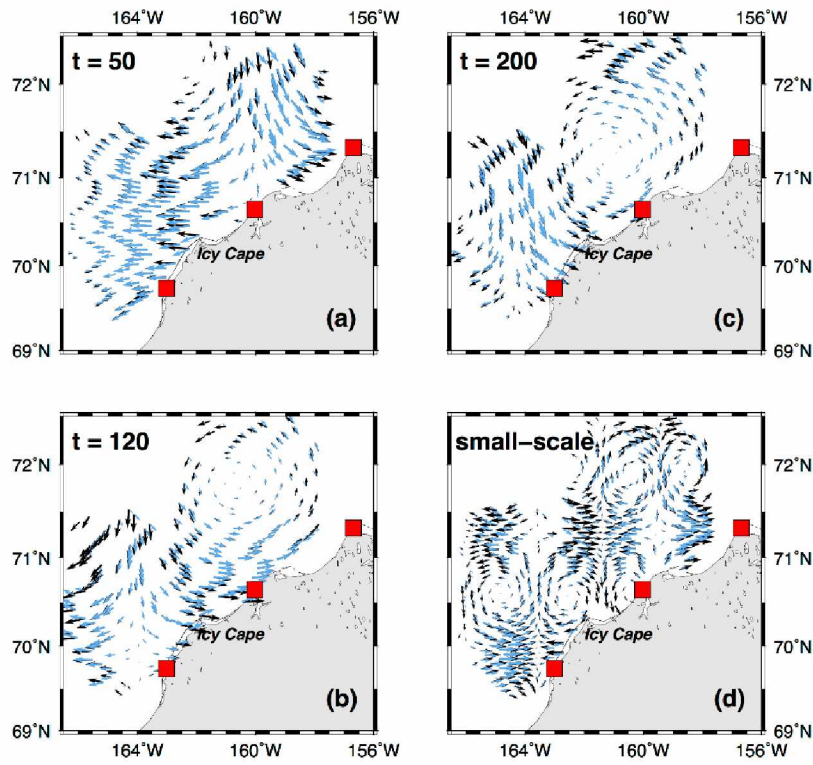 164°W 160°W 156°W
164°W 160°W 156°W
t = 50
t = 200
72°N
72°N
71°N
71°N
70°N
70°N
69°N
69°N
Icy Cape
Icy Cape
(a)
(c)
t = 120
small-scale
72°N
72°N
71°N
71°N
70°N
70°N
69°N
69°N
Icy Cape
Icy Cape
(b)
(d)
164°W 160°W 156°W
164°W 160°W 156°W